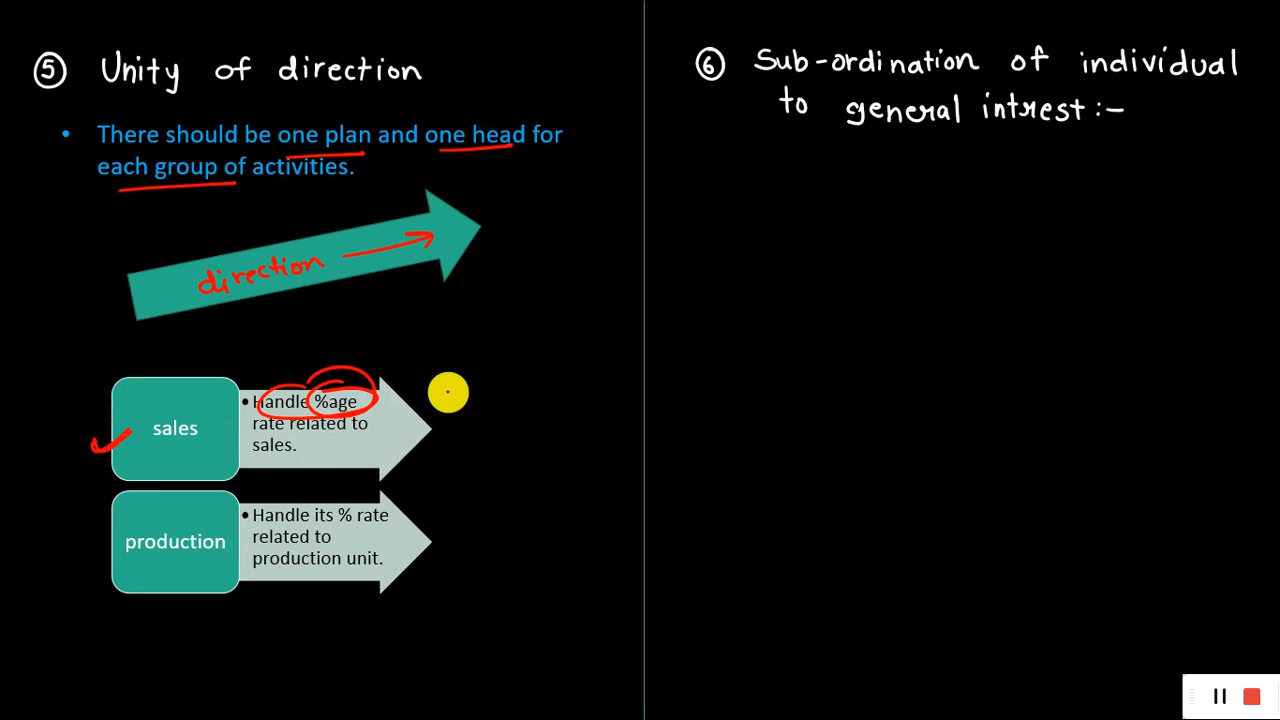 ⑤ Unity of direction
• There should be one plan and one head for
each group of activities.
direction
sales
• Handle %age
rate related to
sales.
production
• Handle its % rate
related to
production unit.
⑥ Sub-ordination of individual
to general intrest :-